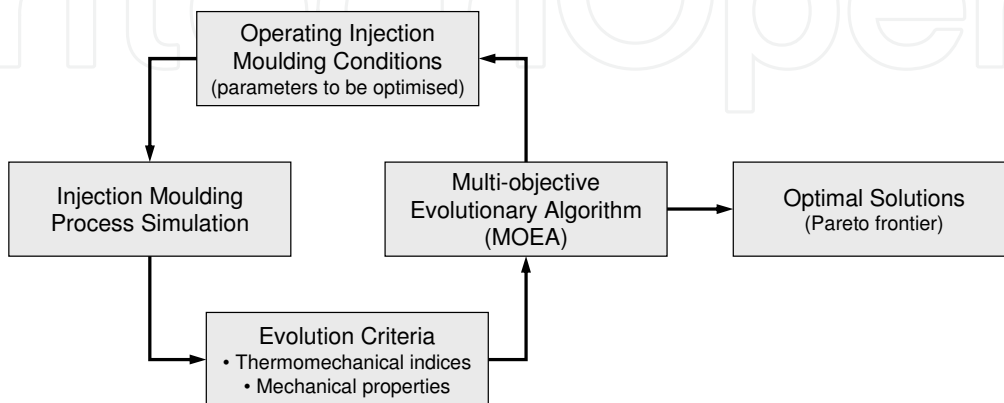 Operating Injection
Moulding Conditions
(parameters to be optimised)
Injection Moulding
Process Simulation
Multi-objective
Evolutionary Algorithm
(MOEA)
Optimal Solutions
(Pareto frontier)
Evolution Criteria
• Thermomechanical indices
• Mechanical properties